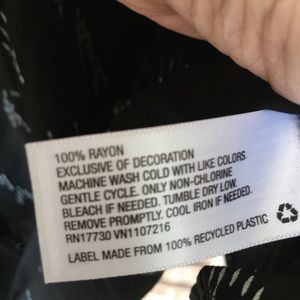 100% RAYON
EXCLUSIVE OF DECORATION
MACHINE WASH COLD WITH LIKE COLORS
GENTLE CYCLE. ONLY NON-CHLORINE
BLEACH IF NEEDED. TUMBLE DRY LOW.
REMOVE PROMPTLY. COOL IRON IF NEEDED.
RN17730 VN1107216
LABEL MADE FROM 100% RECYCLED PLASTIC